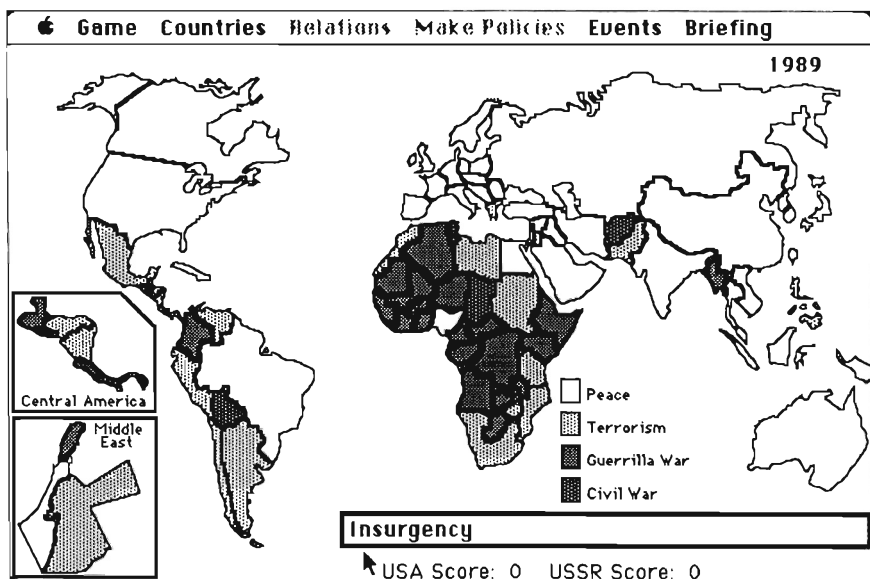 Game Countries Relations Make Policies Events Briefing
1989
Central America
Middle
East
Peace
Terrorism
Guerrilla War
Civil War
Insurgency
USA Score: 0 USSR Score: 0